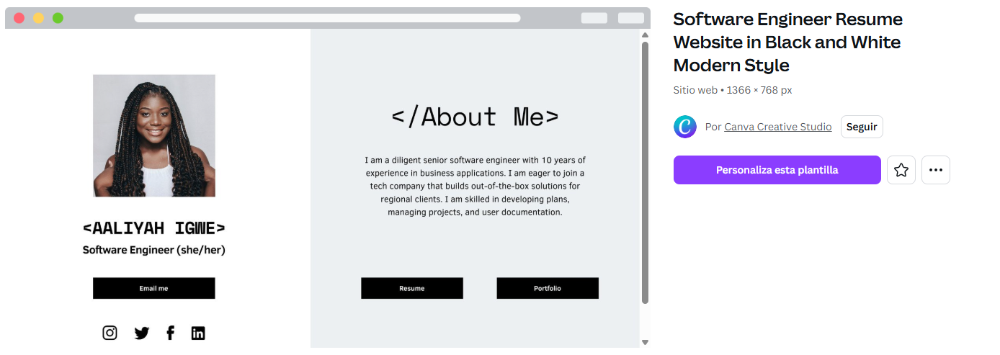 <AALIYAH IGWE>
Software Engineer (she/her)
Email me
</About Me>
I am a diligent senior software engineer with 10 years of
experience in business applications. I am eager to join a
tech company that builds out-of-the-box solutions for
regional clients. I am skilled in developing plans,
managing projects, and user documentation.
Resume
Portfolio
Software Engineer Resume
Website in Black and White
Modern Style
Sitio web • 1366 × 768 px
Por Canva Creative Studio
Seguir
Personaliza esta plantilla